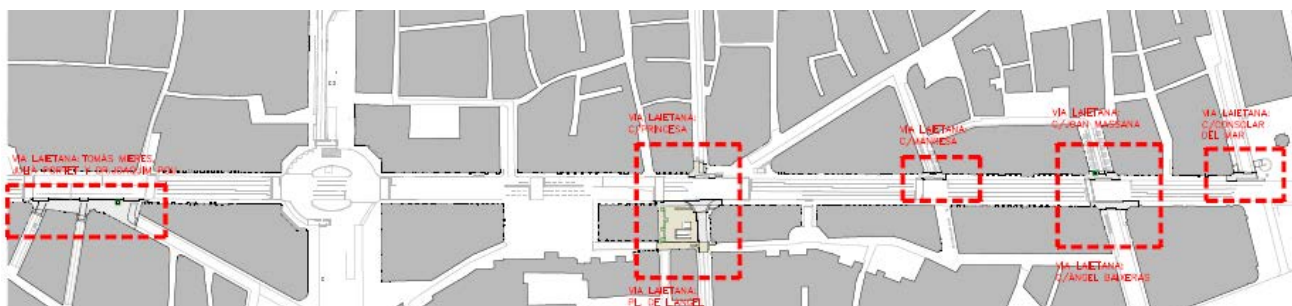 VIA LAIETANA: TOMÀS MIERES,
VIA LAIETANA:
C/PRINCESA
VIA LAIETANA:
PL. DE L'ÀNGEL
VIA LAIETANA:
C/MANRESA
VIA LAIETANA:
C/JOAN MASSANA
VIA LAIETANA:
C/ÀNGEL BAIXERAS
VIA LAIETANA:
C/CONSOLAR
DEL MAR